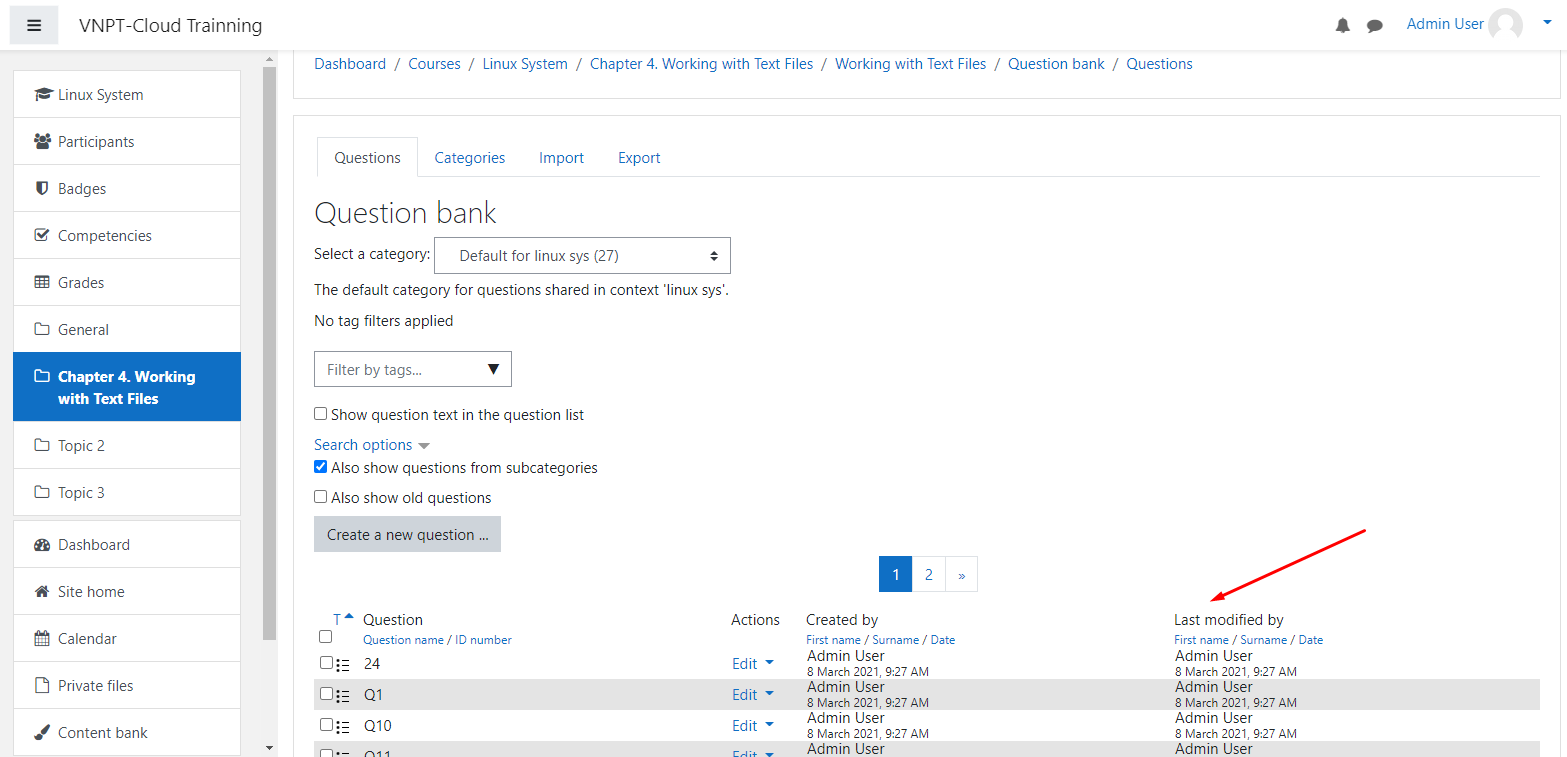 VNPT-Cloud Trainning
Admin User
Linux System
Participants
Badges
Competencies
Grades
General
Chapter 4. Working
with Text Files
Topic 2
Topic 3
Dashboard
Site home
Calendar
Private files
Content bank
Dashboard / Courses / Linux System / Chapter 4. Working with Text Files / Working with Text Files / Question bank / Questions
Questions Categories Import Export
Question bank
Select a category: Default for linux sys (27)
The default category for questions shared in context 'linux sys'.
No tag filters applied
Filter by tags... ▼
Show question text in the question list
Search options
Also show questions from subcategories
Also show old questions
Create a new question ...
1 2 »
T Question Actions Created by Last modified by
Question name / ID number First name / Surname / Date First name / Surname / Date
24 Edit Admin User Admin User
8 March 2021, 9:27 AM 8 March 2021, 9:27 AM
Q1 Edit Admin User Admin User
8 March 2021, 9:27 AM 8 March 2021, 9:27 AM
Q10 Edit Admin User Admin User
8 March 2021, 9:27 AM 8 March 2021, 9:27 AM
Q11 Edit Admin User Admin User